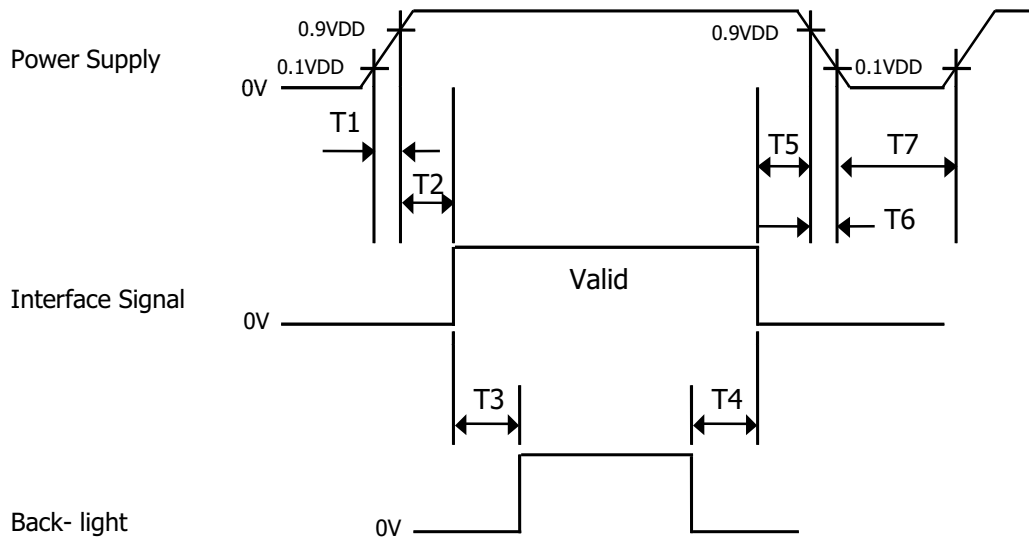 0.9VDD
0.9VDD
Power Supply
0.1VDD
0.1VDD
0V
T1
T5
T7
T2
T6
Valid
Interface Signal
0V
T3
T4
Back- light
0V